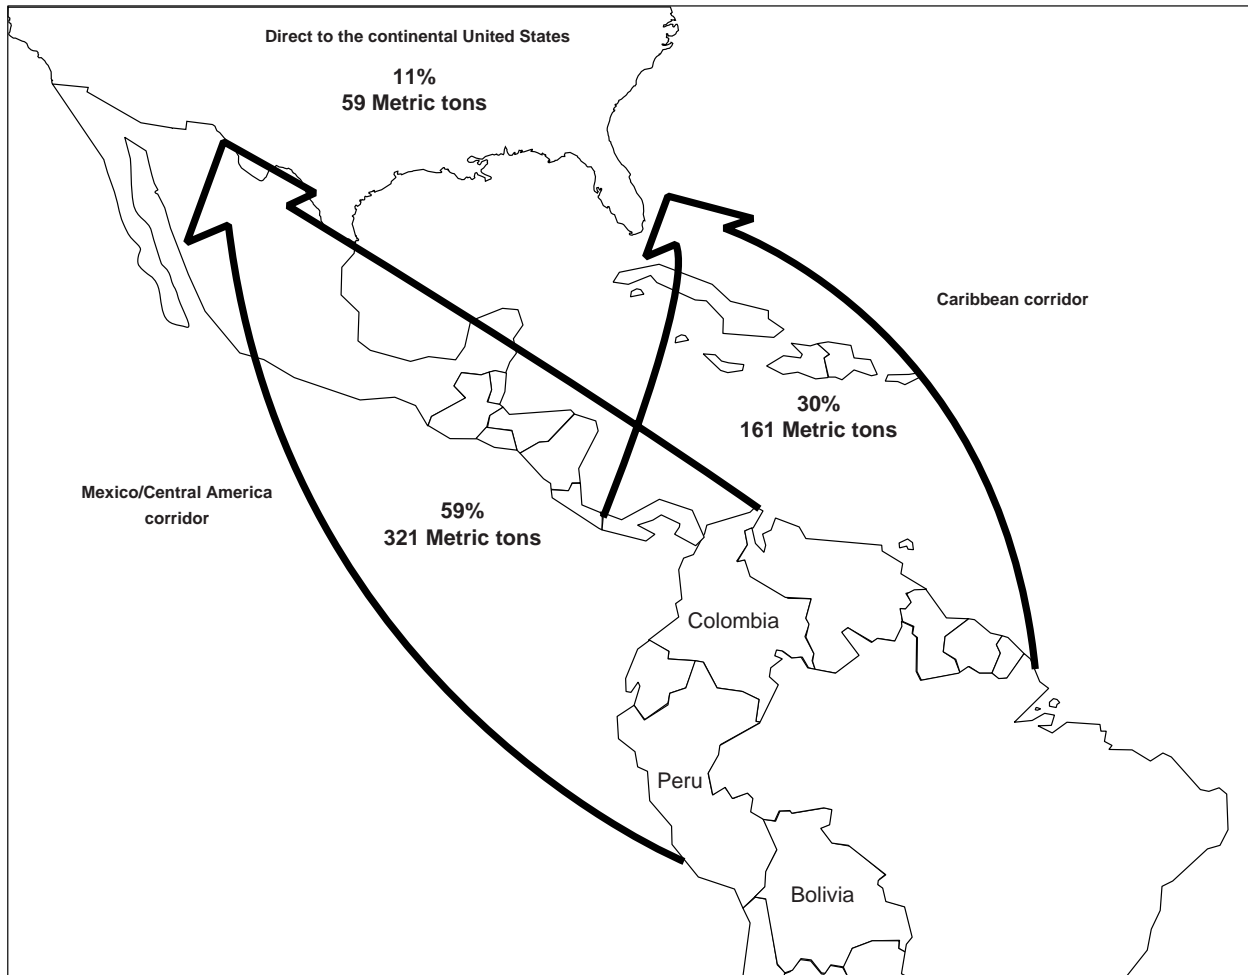 Direct to the continental United States
11%
59 Metric tons
Caribbean corridor
30%
161 Metric tons
Mexico/Central America
corridor
59%
321 Metric tons
Colombia
Peru
Bolivia